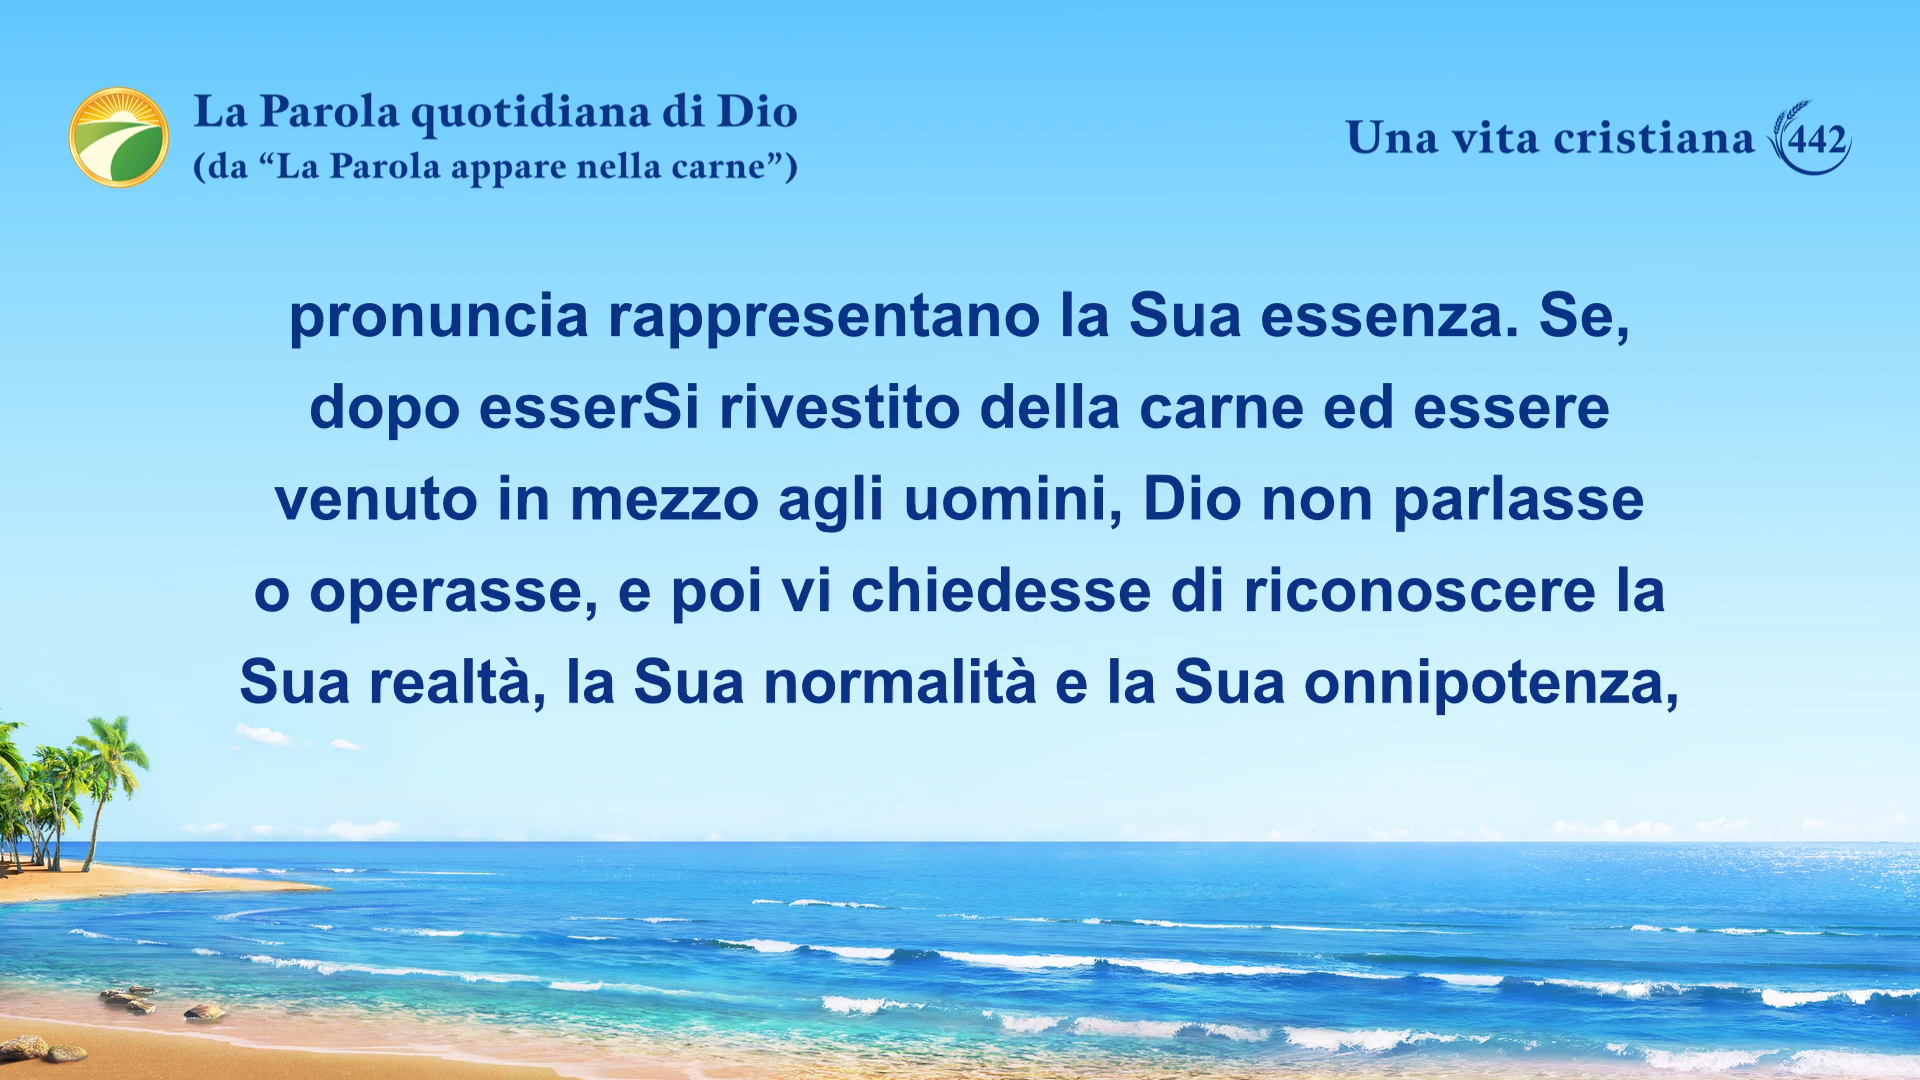 La Parola quotidiana di Dio
(da “La Parola appare nella carne”)
Una vita cristiana 442
pronuncia rappresentano la Sua essenza. Se,
dopo esserSi rivestito della carne ed essere
venuto in mezzo agli uomini, Dio non parlasse
o operasse, e poi vi chiedesse di riconoscere la
Sua realtà, la Sua normalità e la Sua onnipotenza,